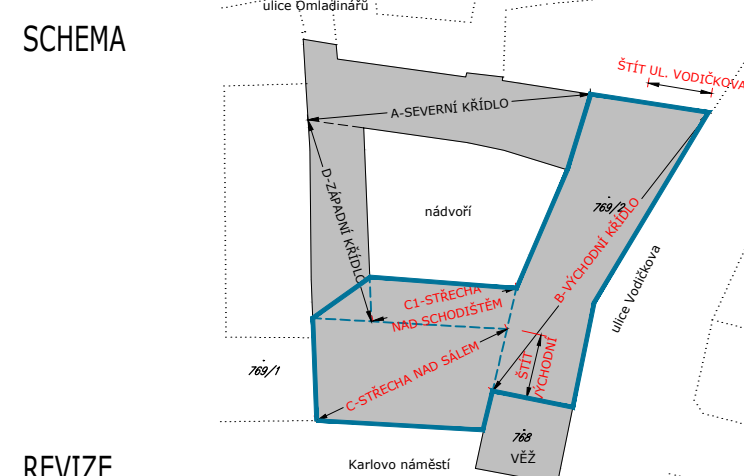 ulice Omladinářů
SCHEMA
ŠTÍT UL. VODIČKOVA
A-SEVERNÍ KŘÍDLO
D-ZÁPADNÍ KŘÍDLO
nádvoří
769/2
B-VÝCHODNÍ KŘÍDLO
ulice Vodičkova
C1-STŘECHA
NAD SCHODIŠTĚM
C-STŘECHA NAD SÁLEM
ŠTÍT
VÝCHODNÍ
769/1
768
VĚŽ
Karlovo náměstí
REVIZE